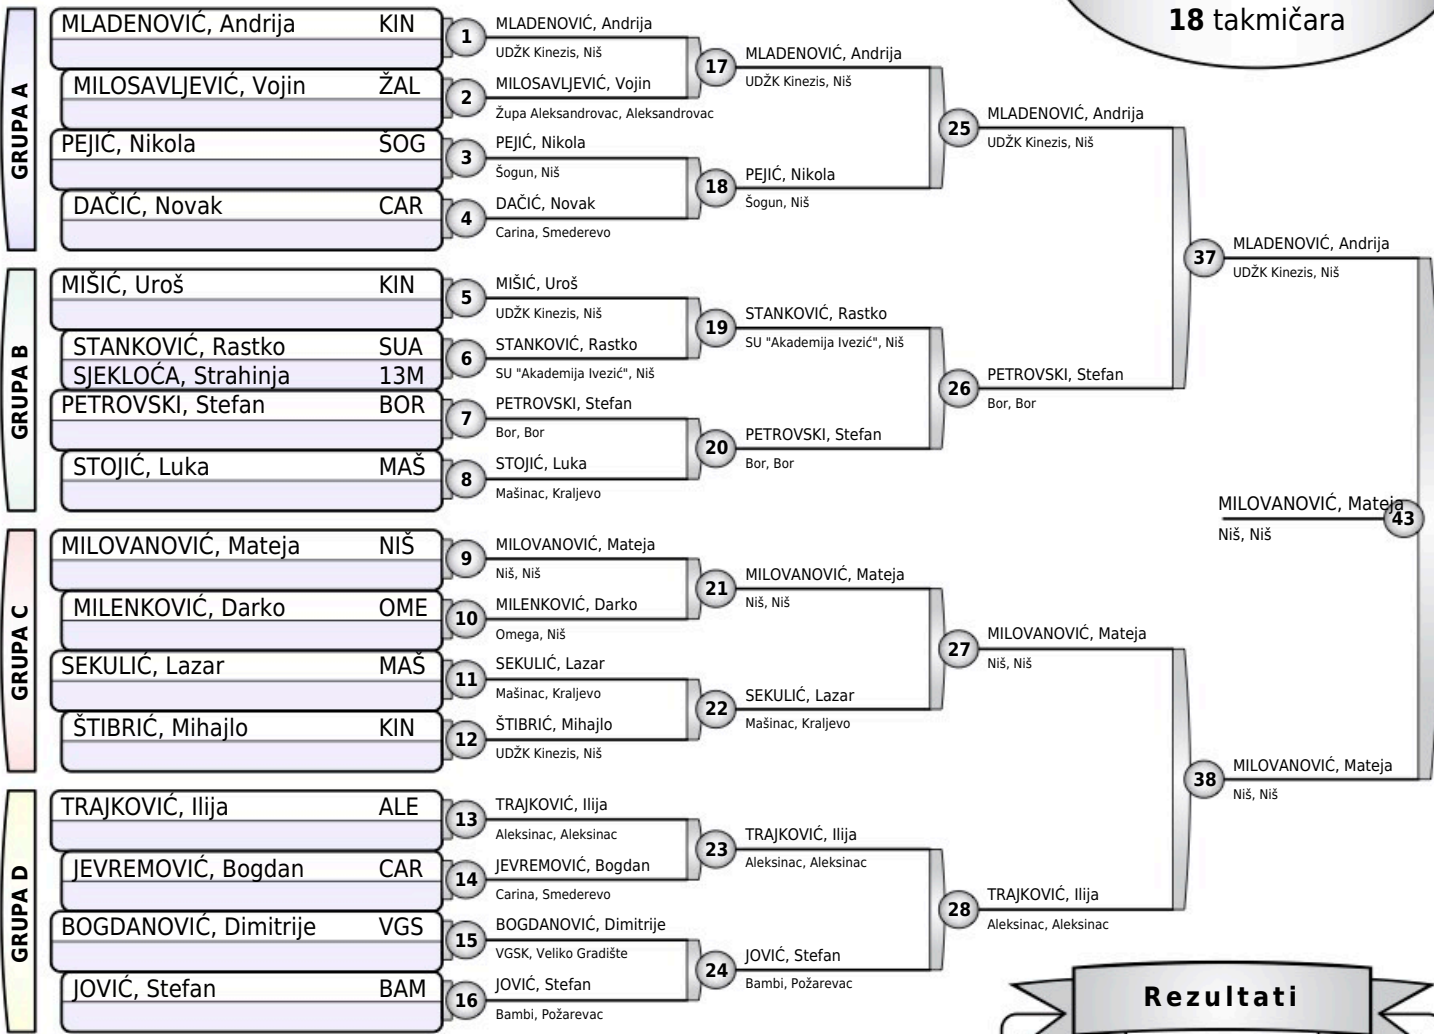 18 takmičara
GRUPA A
MLADENOVIĆ, Andrija KIN
MILOSAVLJEVIĆ, Vojin ŽAL
PEJIĆ, Nikola ŠOG
DAČIĆ, Novak CAR
GRUPA B
MIŠIĆ, Uroš KIN
STANKOVIĆ, Rastko SUA
SJEKLOĆA, Strahinja 13M
PETROVSKI, Stefan BOR
STOJIĆ, Luka MAŠ
GRUPA C
MILOVANOVIĆ, Mateja NIŠ
MILENKOVIĆ, Darko OME
SEKULIĆ, Lazar MAŠ
ŠTIBRIĆ, Mihajlo KIN
GRUPA D
TRAJKOVIĆ, Ilija ALE
JEVREMOVIĆ, Bogdan CAR
BOGDANOVIĆ, Dimitrije VGS
JOVIĆ, Stefan BAM
1 MLADENOVIĆ, Andrija
UDŽK Kinezis, Niš
2 MILOSAVLJEVIĆ, Vojin
Župa Aleksandrovac, Aleksandrovac
3 PEJIĆ, Nikola
Šogun, Niš
4 DAČIĆ, Novak
Carina, Smederevo
5 MIŠIĆ, Uroš
UDŽK Kinezis, Niš
6 STANKOVIĆ, Rastko
SU "Akademija Ivezić", Niš
7 PETROVSKI, Stefan
Bor, Bor
8 STOJIĆ, Luka
Mašinac, Kraljevo
9 MILOVANOVIĆ, Mateja
Niš, Niš
10 MILENKOVIĆ, Darko
Omega, Niš
11 SEKULIĆ, Lazar
Mašinac, Kraljevo
12 ŠTIBRIĆ, Mihajlo
UDŽK Kinezis, Niš
13 TRAJKOVIĆ, Ilija
Aleksinac, Aleksinac
14 JEVREMOVIĆ, Bogdan
Carina, Smederevo
15 BOGDANOVIĆ, Dimitrije
VGSK, Veliko Gradište
16 JOVIĆ, Stefan
Bambi, Požarevac
17 MLADENOVIĆ, Andrija
UDŽK Kinezis, Niš
18 PEJIĆ, Nikola
Šogun, Niš
19 STANKOVIĆ, Rastko
SU "Akademija Ivezić", Niš
20 PETROVSKI, Stefan
Bor, Bor
21 MILOVANOVIĆ, Mateja
Niš, Niš
22 SEKULIĆ, Lazar
Mašinac, Kraljevo
23 TRAJKOVIĆ, Ilija
Aleksinac, Aleksinac
24 JOVIĆ, Stefan
Bambi, Požarevac
25 MLADENOVIĆ, Andrija
UDŽK Kinezis, Niš
26 PETROVSKI, Stefan
Bor, Bor
27 MILOVANOVIĆ, Mateja
Niš, Niš
28 TRAJKOVIĆ, Ilija
Aleksinac, Aleksinac
37 MLADENOVIĆ, Andrija
UDŽK Kinezis, Niš
38 MILOVANOVIĆ, Mateja
Niš, Niš
MILOVANOVIĆ, Mateja 43
Niš, Niš
Rezultati